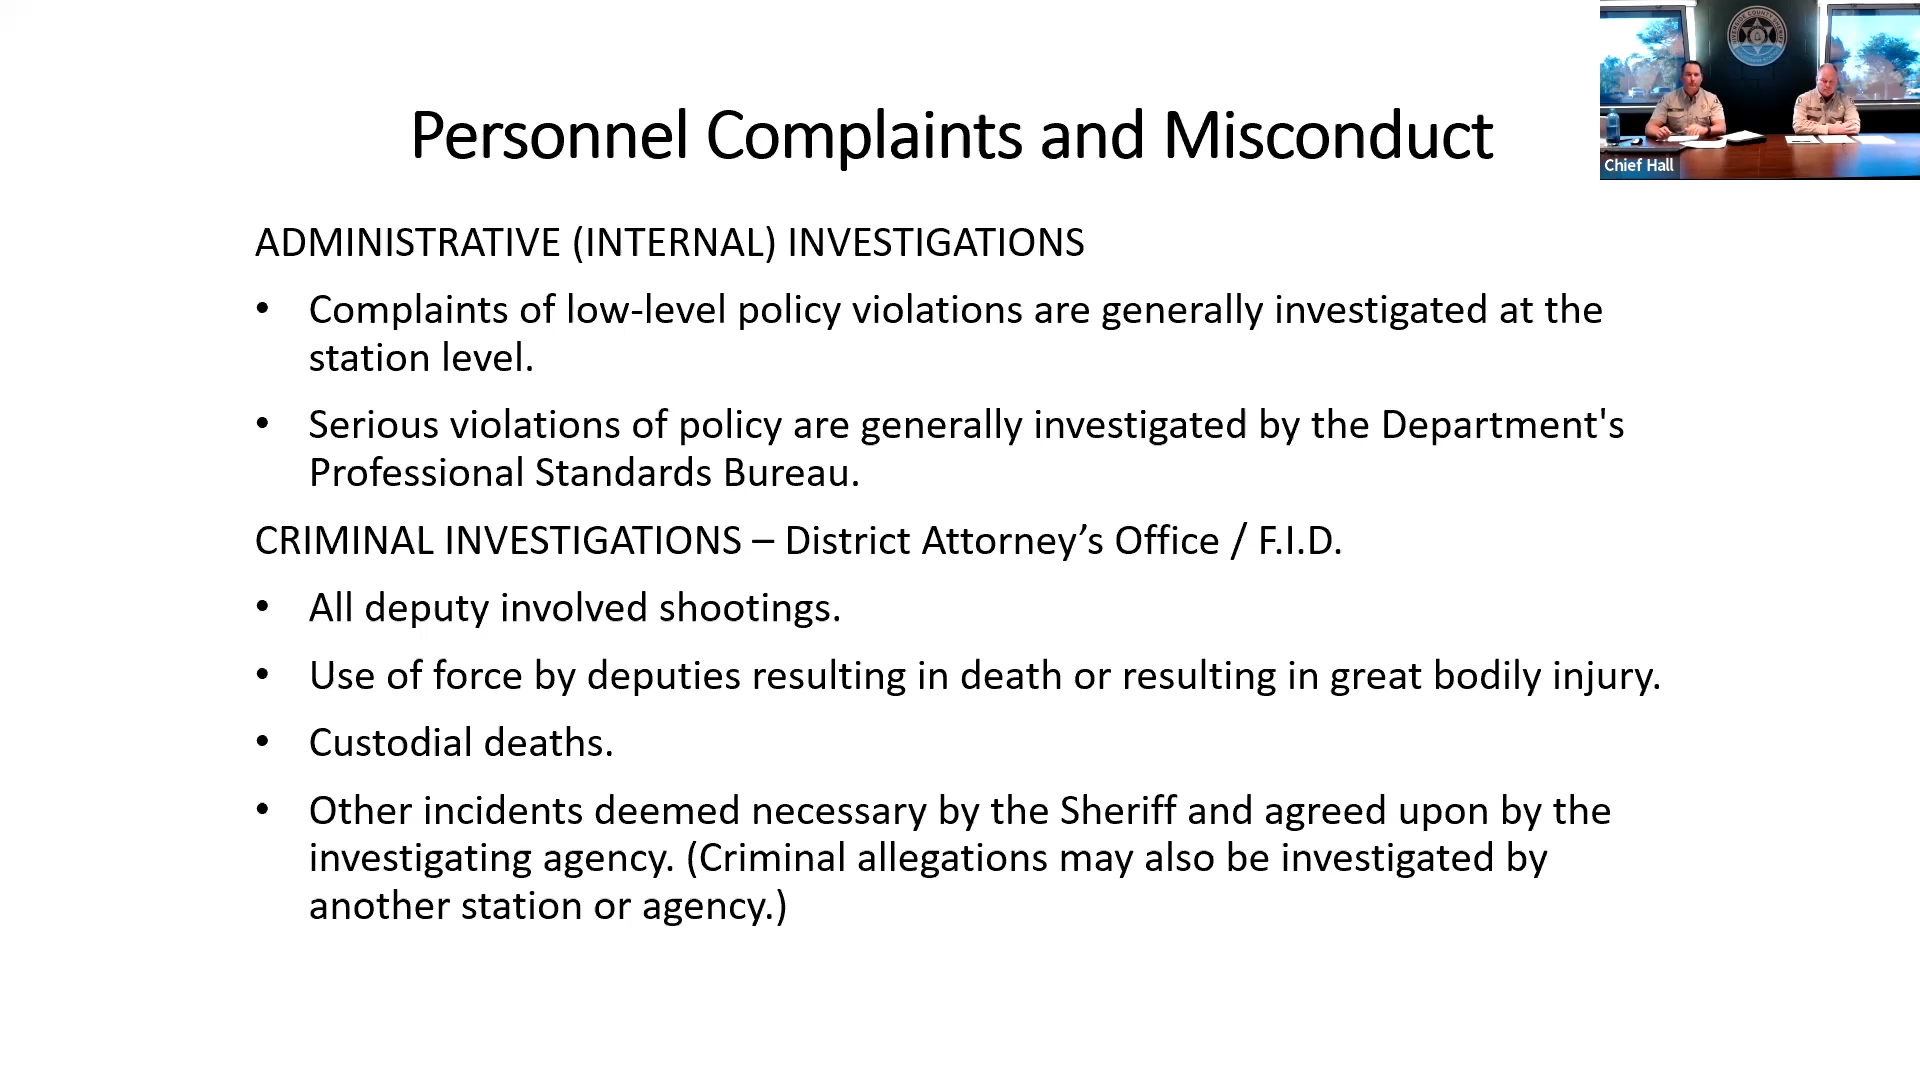 Personnel Complaints and Misconduct
Chief Hall
ADMINISTRATIVE (INTERNAL) INVESTIGATIONS
• Complaints of low-level policy violations are generally investigated at the
station level.
• Serious violations of policy are generally investigated by the Department's
Professional Standards Bureau.
CRIMINAL INVESTIGATIONS – District Attorney’s Office / F.I.D.
• All deputy involved shootings.
• Use of force by deputies resulting in death or resulting in great bodily injury.
• Custodial deaths.
• Other incidents deemed necessary by the Sheriff and agreed upon by the
investigating agency. (Criminal allegations may also be investigated by
another station or agency.)